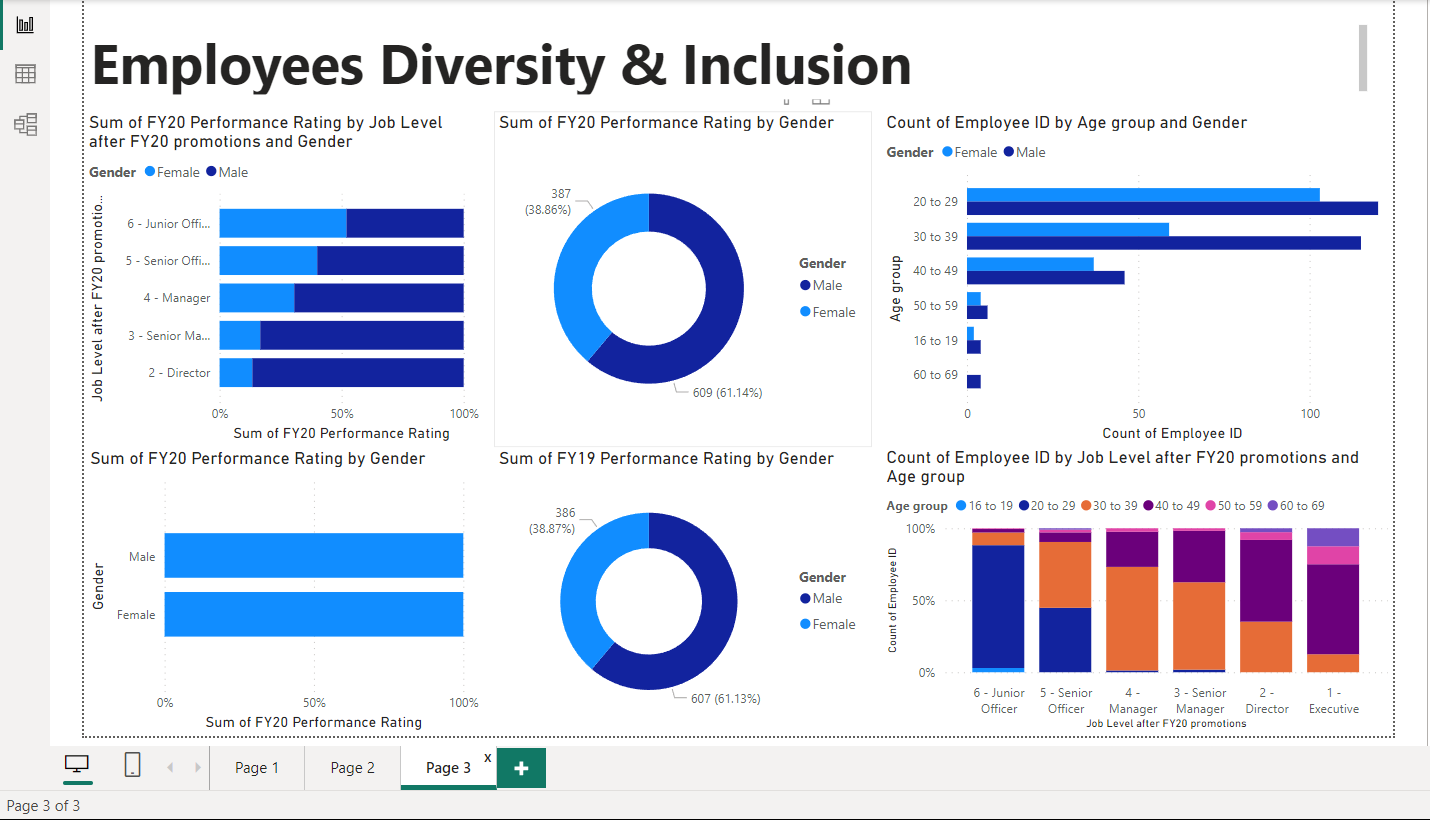 Employees Diversity & Inclusion
Sum of FY20 Performance Rating by Job Level
after FY20 promotions and Gender
Gender Female Male
Job Level after FY20 promotio...
6 - Junior Offi...
5 - Senior Offi...
4 - Manager
3 - Senior Ma...
2 - Director
0% 50% 100%
Sum of FY20 Performance Rating
Sum of FY20 Performance Rating by Gender
387
(38.86%)
609 (61.14%)
Gender
Male
Female
Count of Employee ID by Age group and Gender
Gender Female Male
Age group
20 to 29
30 to 39
40 to 49
50 to 59
16 to 19
60 to 69
0 50 100
Count of Employee ID
Sum of FY20 Performance Rating by Gender
Gender
Male
Female
0% 50% 100%
Sum of FY20 Performance Rating
Sum of FY19 Performance Rating by Gender
386
(38.87%)
607 (61.13%)
Gender
Male
Female
Count of Employee ID by Job Level after FY20 promotions and
Age group
Age group 16 to 19 20 to 29 30 to 39 40 to 49 50 to 59 60 to 69
Count of Employee ID
100%
50%
0%
6 - Junior
Officer
5 - Senior
Officer
4 -
Manager
3 - Senior
Manager
2 -
Director
1 -
Executive
Job Level after FY20 promotions
Page 1 Page 2 Page 3 x +
Page 3 of 3